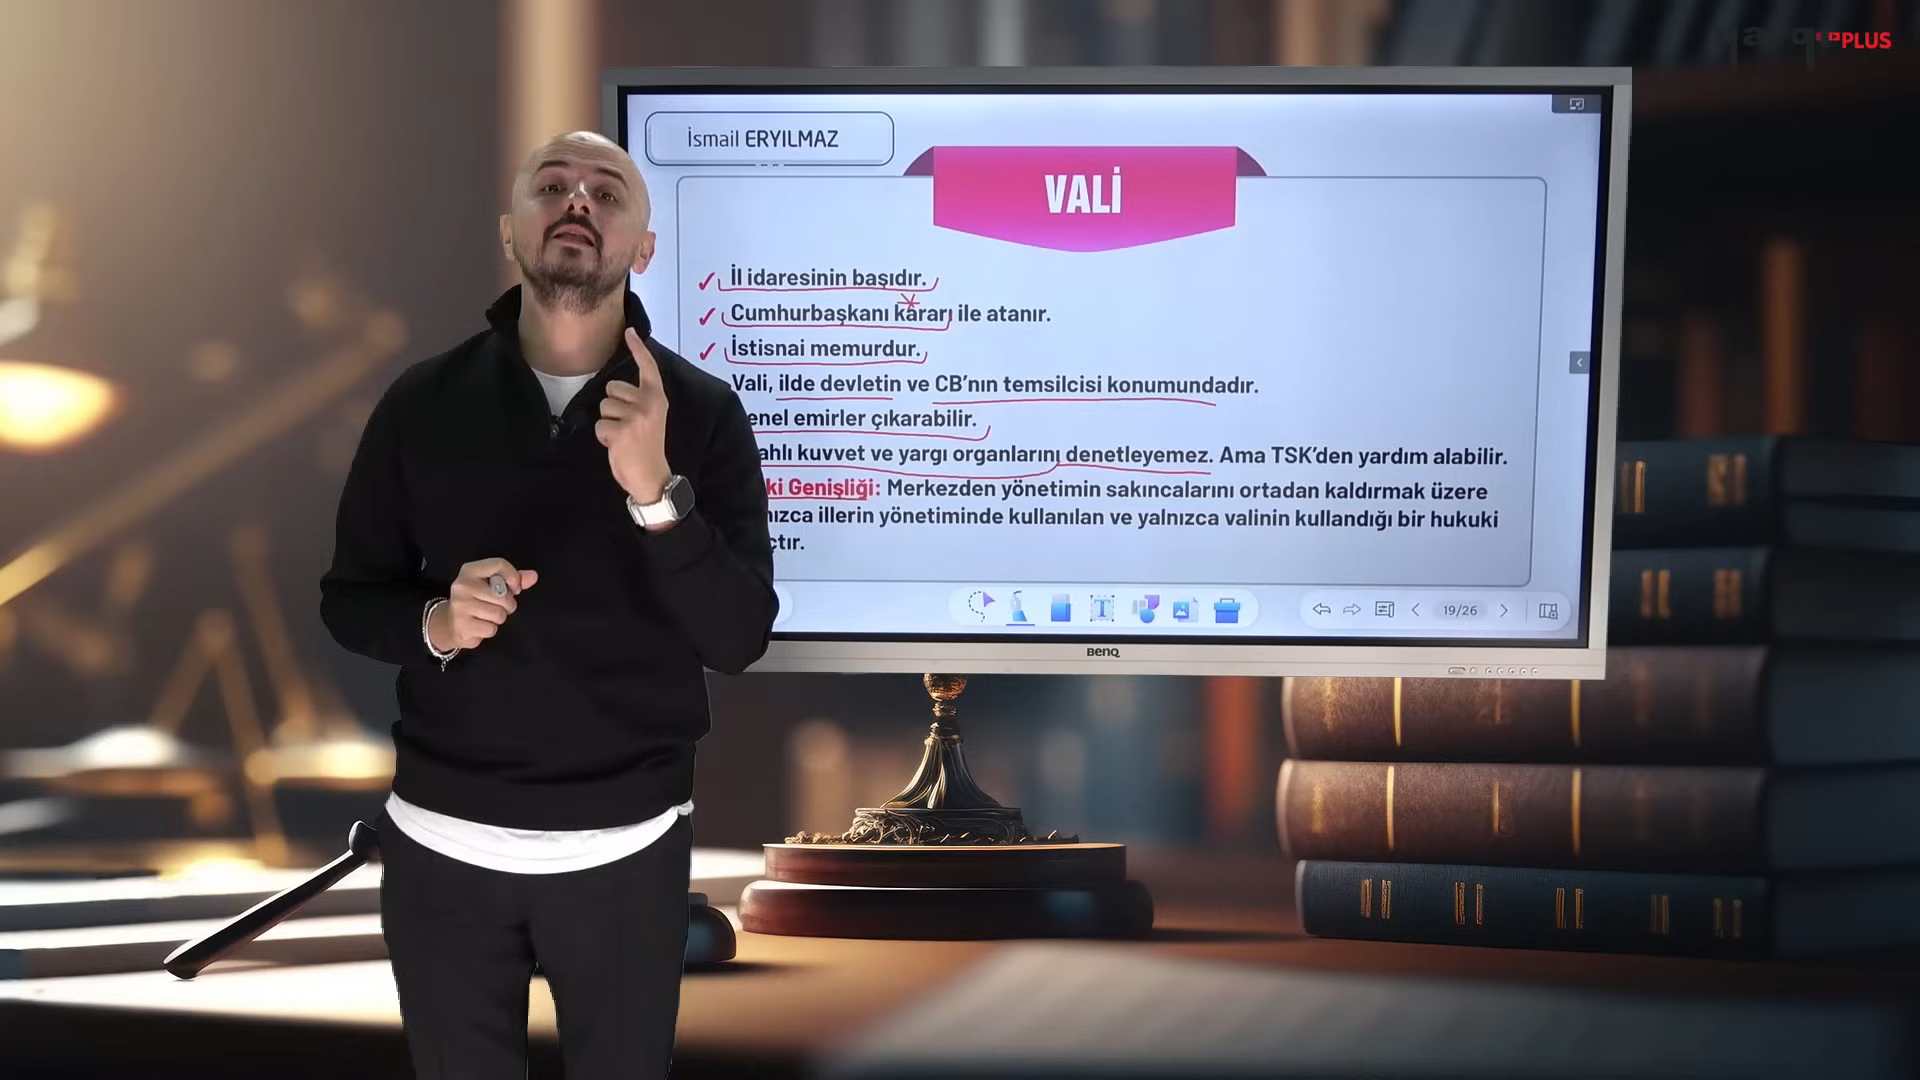 PLUS
İsmail ERYILMAZ
VALİ
İl idaresinin başıdır.
Cumhurbaşkanı kararı ile atanır.
İstisnai memurdur.
Vali, ilde devletin ve CB’nın temsilcisi konumundadır.
enel emirler çıkarabilir.
ahlı kuvvet ve yargı organlarını denetleyemez. Ama TSK’den yardım alabilir.
ki Genişliği: Merkezden yönetimin sakıncalarını ortadan kaldırmak üzere
nızca illerin yönetiminde kullanılan ve yalnızca valinin kullandığı bir hukuki
çtır.
19/26
BenQ